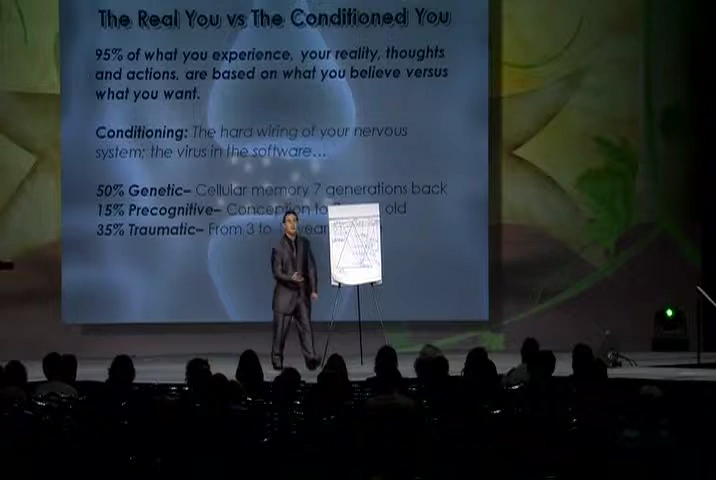 The Real You vs The Conditioned You
95% of what you experience, your reality, thoughts
and actions, are based on what you believe versus
what you want.
Conditioning: The hard wiring of your nervous
system; the virus in the software...
50% Genetic– Cellular memory 7 generations back
15% Precognitive– Conception to old
35% Traumatic– From 3 to